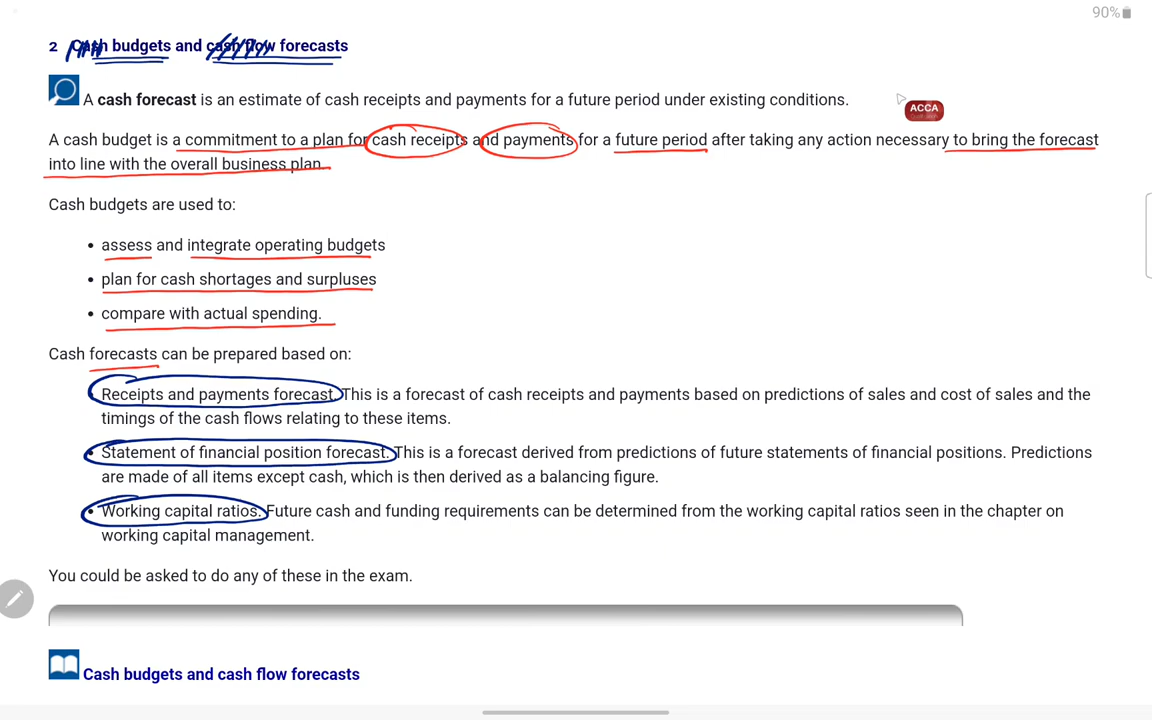 90%
2 Cash budgets and cash flow forecasts
A cash forecast is an estimate of cash receipts and payments for a future period under existing conditions.
ACCA
A cash budget is a commitment to a plan for cash receipts and payments for a future period after taking any action necessary to bring the forecast
into line with the overall business plan.
Cash budgets are used to:
• assess and integrate operating budgets
• plan for cash shortages and surpluses
• compare with actual spending.
Cash forecasts can be prepared based on:
• Receipts and payments forecast. This is a forecast of cash receipts and payments based on predictions of sales and cost of sales and the
timings of the cash flows relating to these items.
• Statement of financial position forecast. This is a forecast derived from predictions of future statements of financial positions. Predictions
are made of all items except cash, which is then derived as a balancing figure.
• Working capital ratios. Future cash and funding requirements can be determined from the working capital ratios seen in the chapter on
working capital management.
You could be asked to do any of these in the exam.
Cash budgets and cash flow forecasts